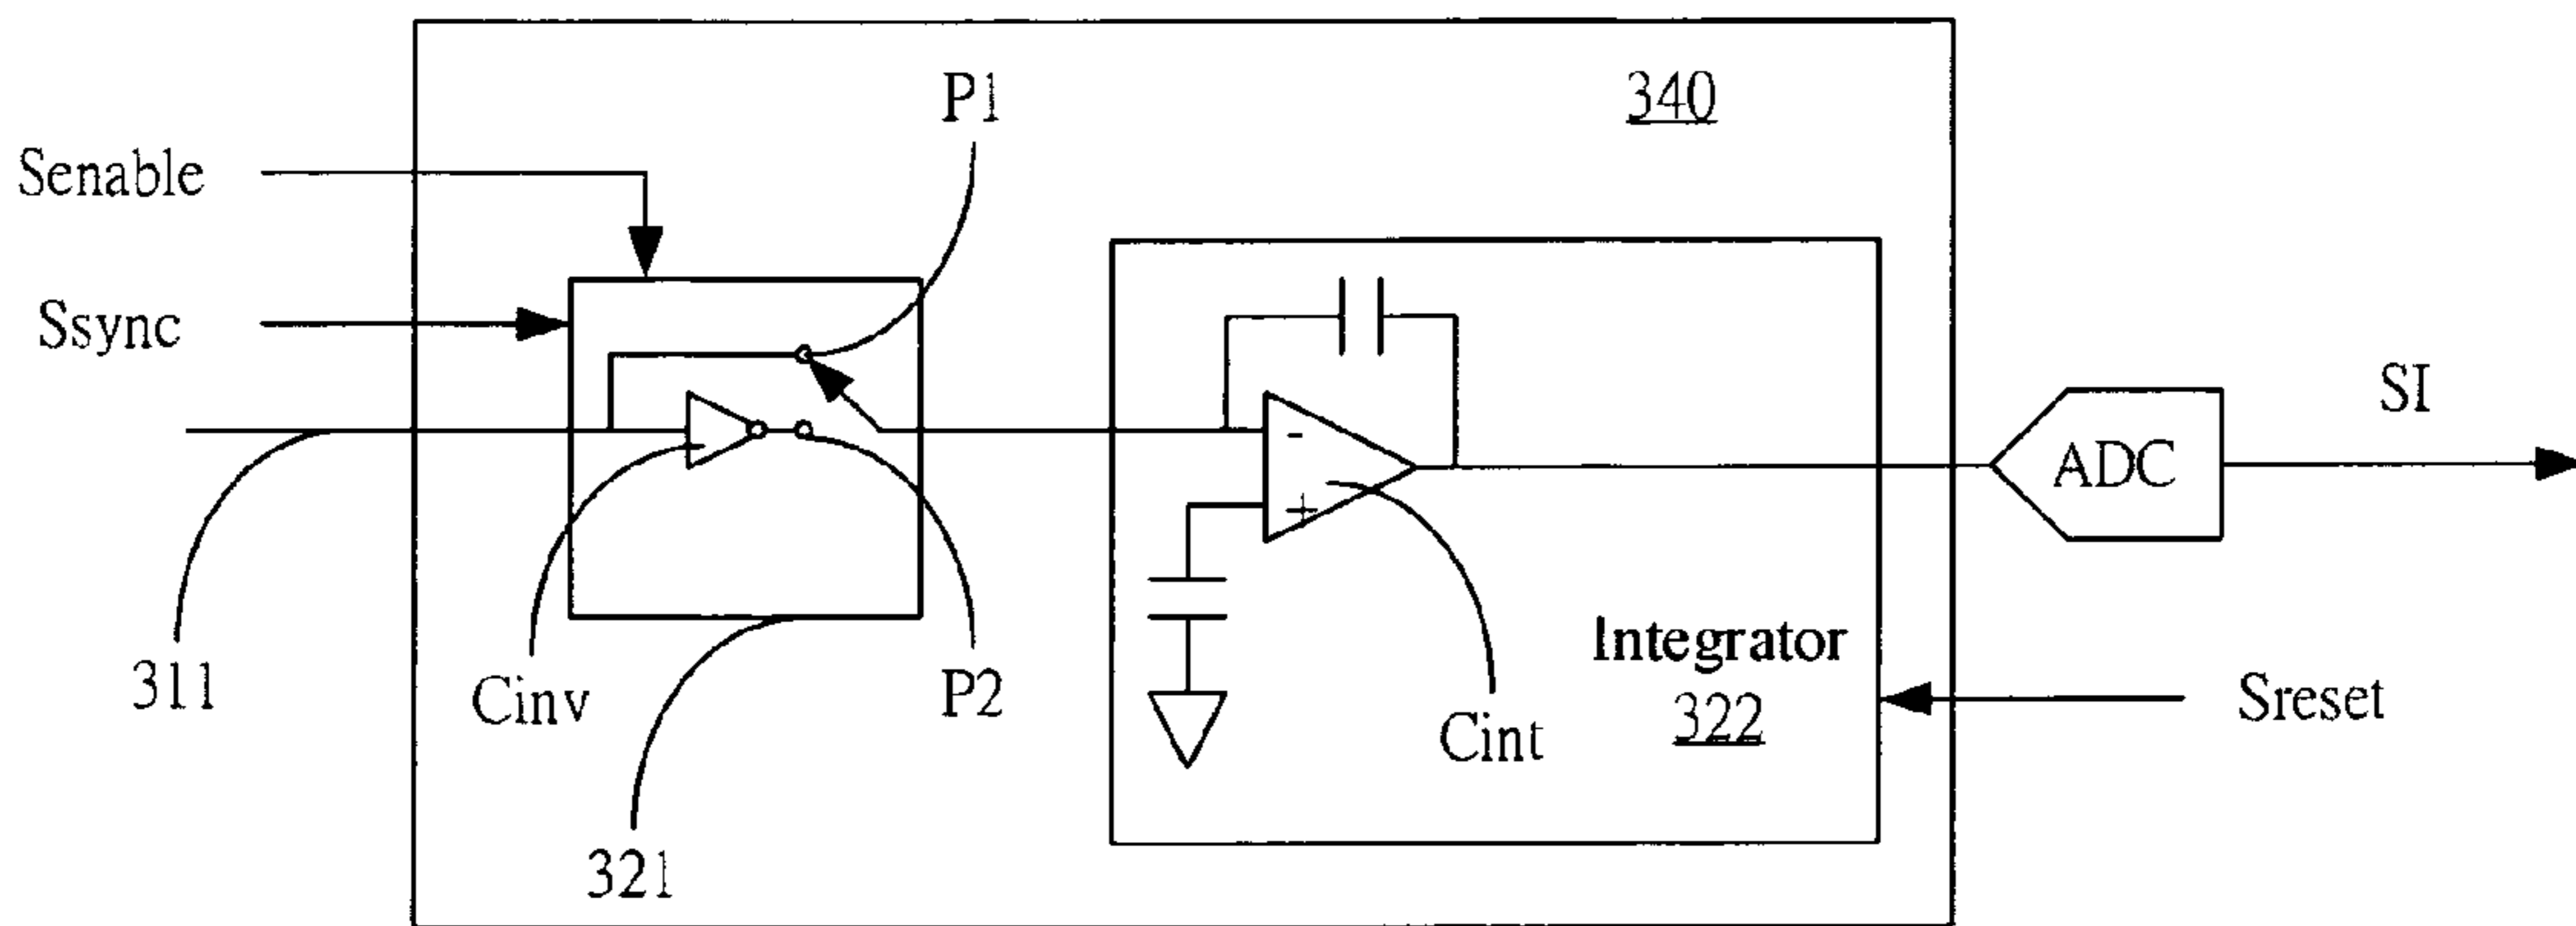 340
P1
Senable
Ssync
SI
ADC
-
+
Integrator
322
311
Cinv
P2
Cint
Sreset
321